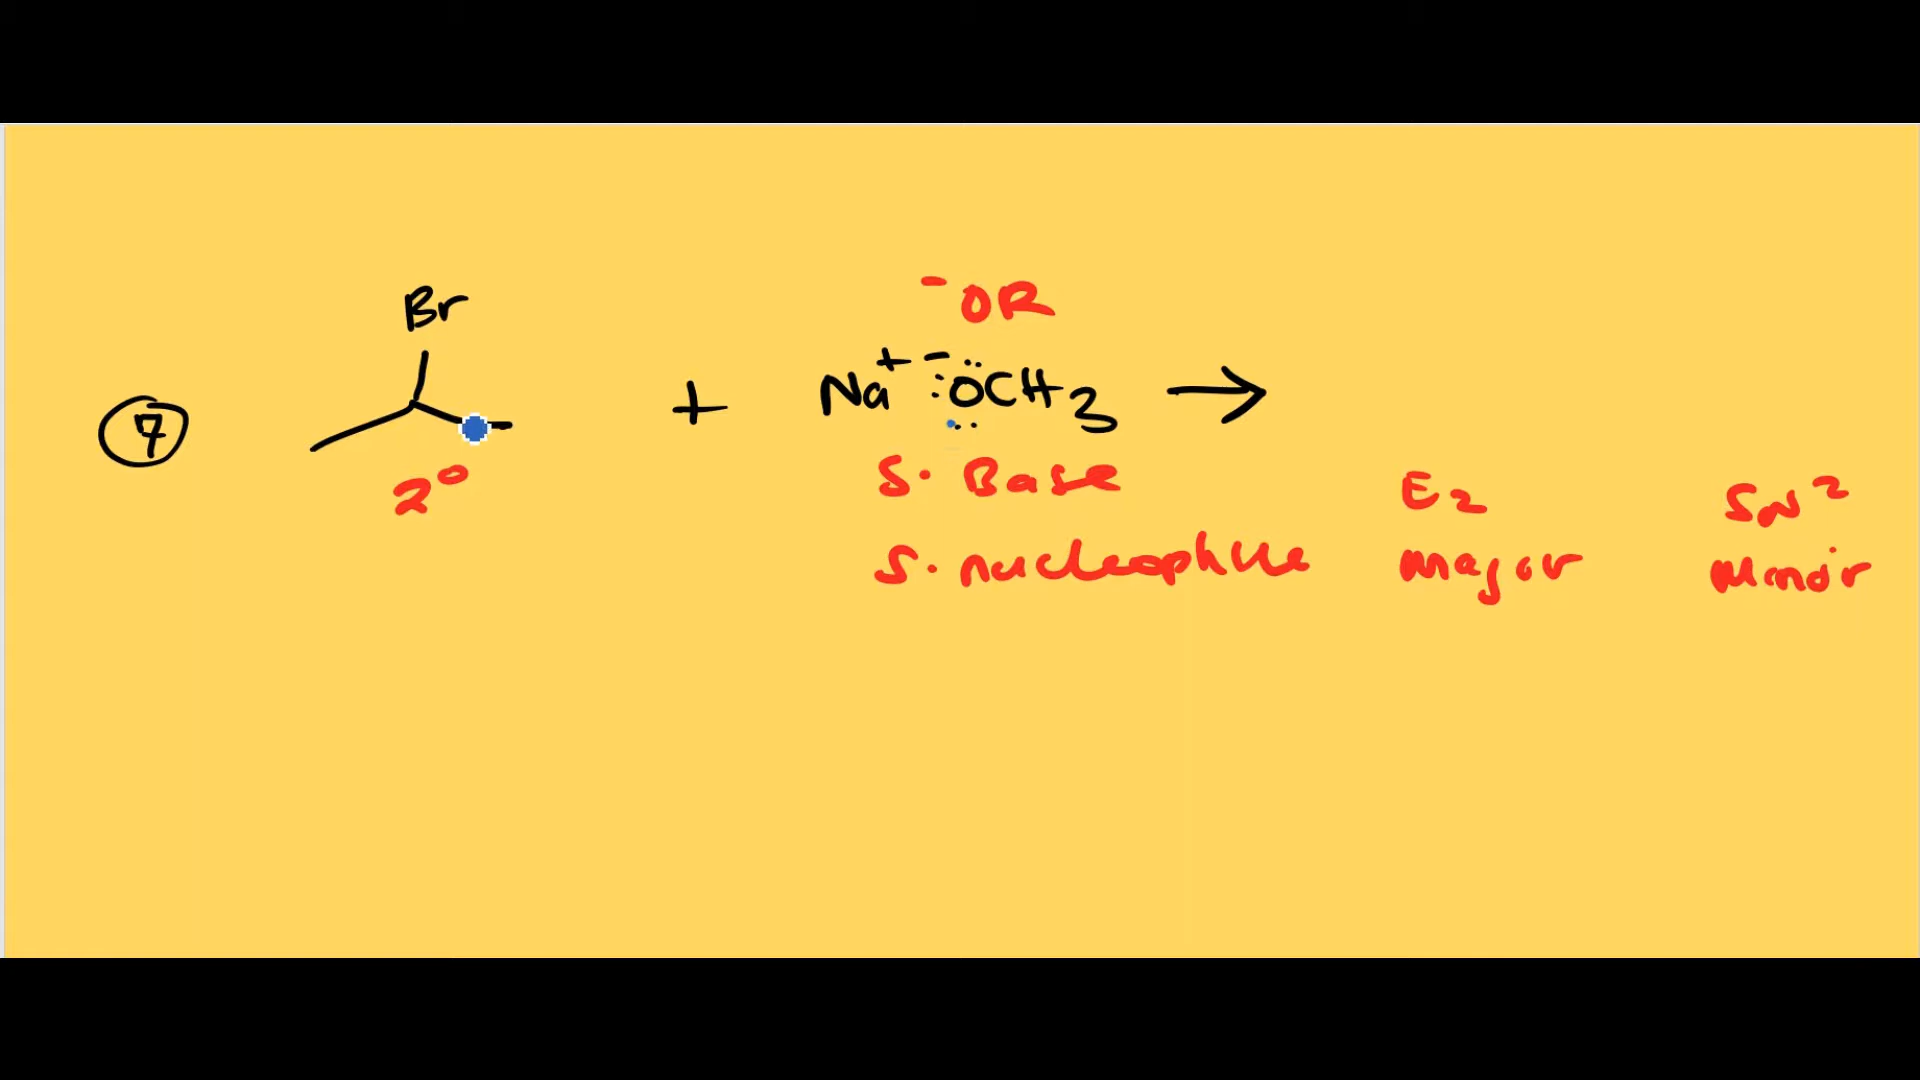 Br
⁻OR
7 + Na⁺ ⁻:ÖCH₃ →
2° S. Base E₂ SN²
S. nucleophile major minor